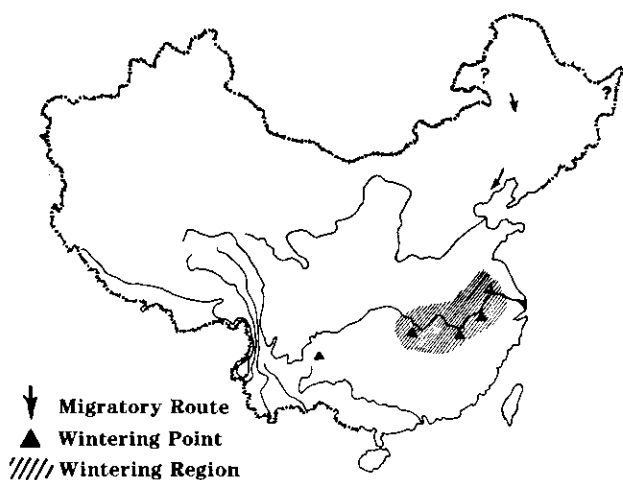 ?
?
Migratory Route
Wintering Point
Wintering Region